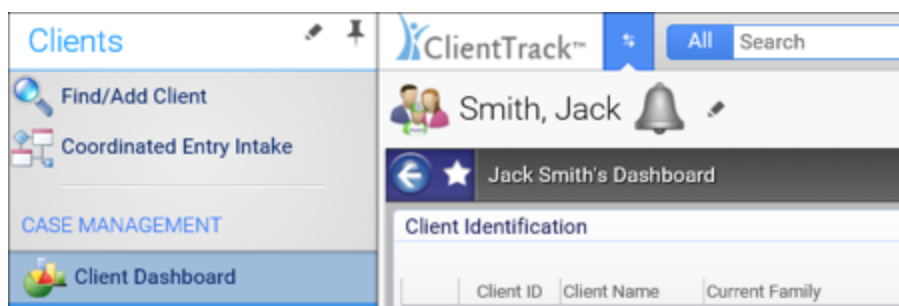 Clients
Find/Add Client
Coordinated Entry Intake
CASE MANAGEMENT
Client Dashboard
ClientTrack™
All Search
Smith, Jack
Jack Smith's Dashboard
Client Identification
Client ID Client Name Current Family